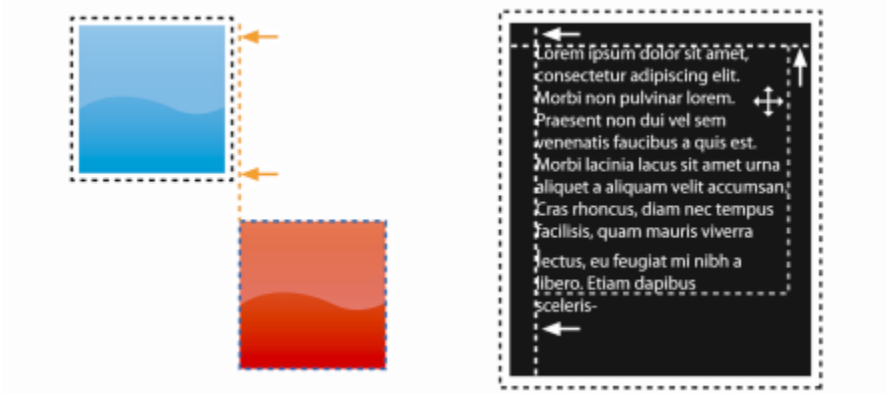 Lorem ipsum dolor sit amet,
consectetur adipiscing elit.
Morbi non pulvinar lorem.
Praesent non dui vel sem
venenatis faucibus a quis est.
Morbi lacinia lacus sit amet urna
aliquet a aliquam velit accumsan.
Cras rhoncus, diam nec tempus
facilisis, quam mauris viverra
lectus, eu feugiat mi nibh a
libero. Etiam dapibus
sceleris-